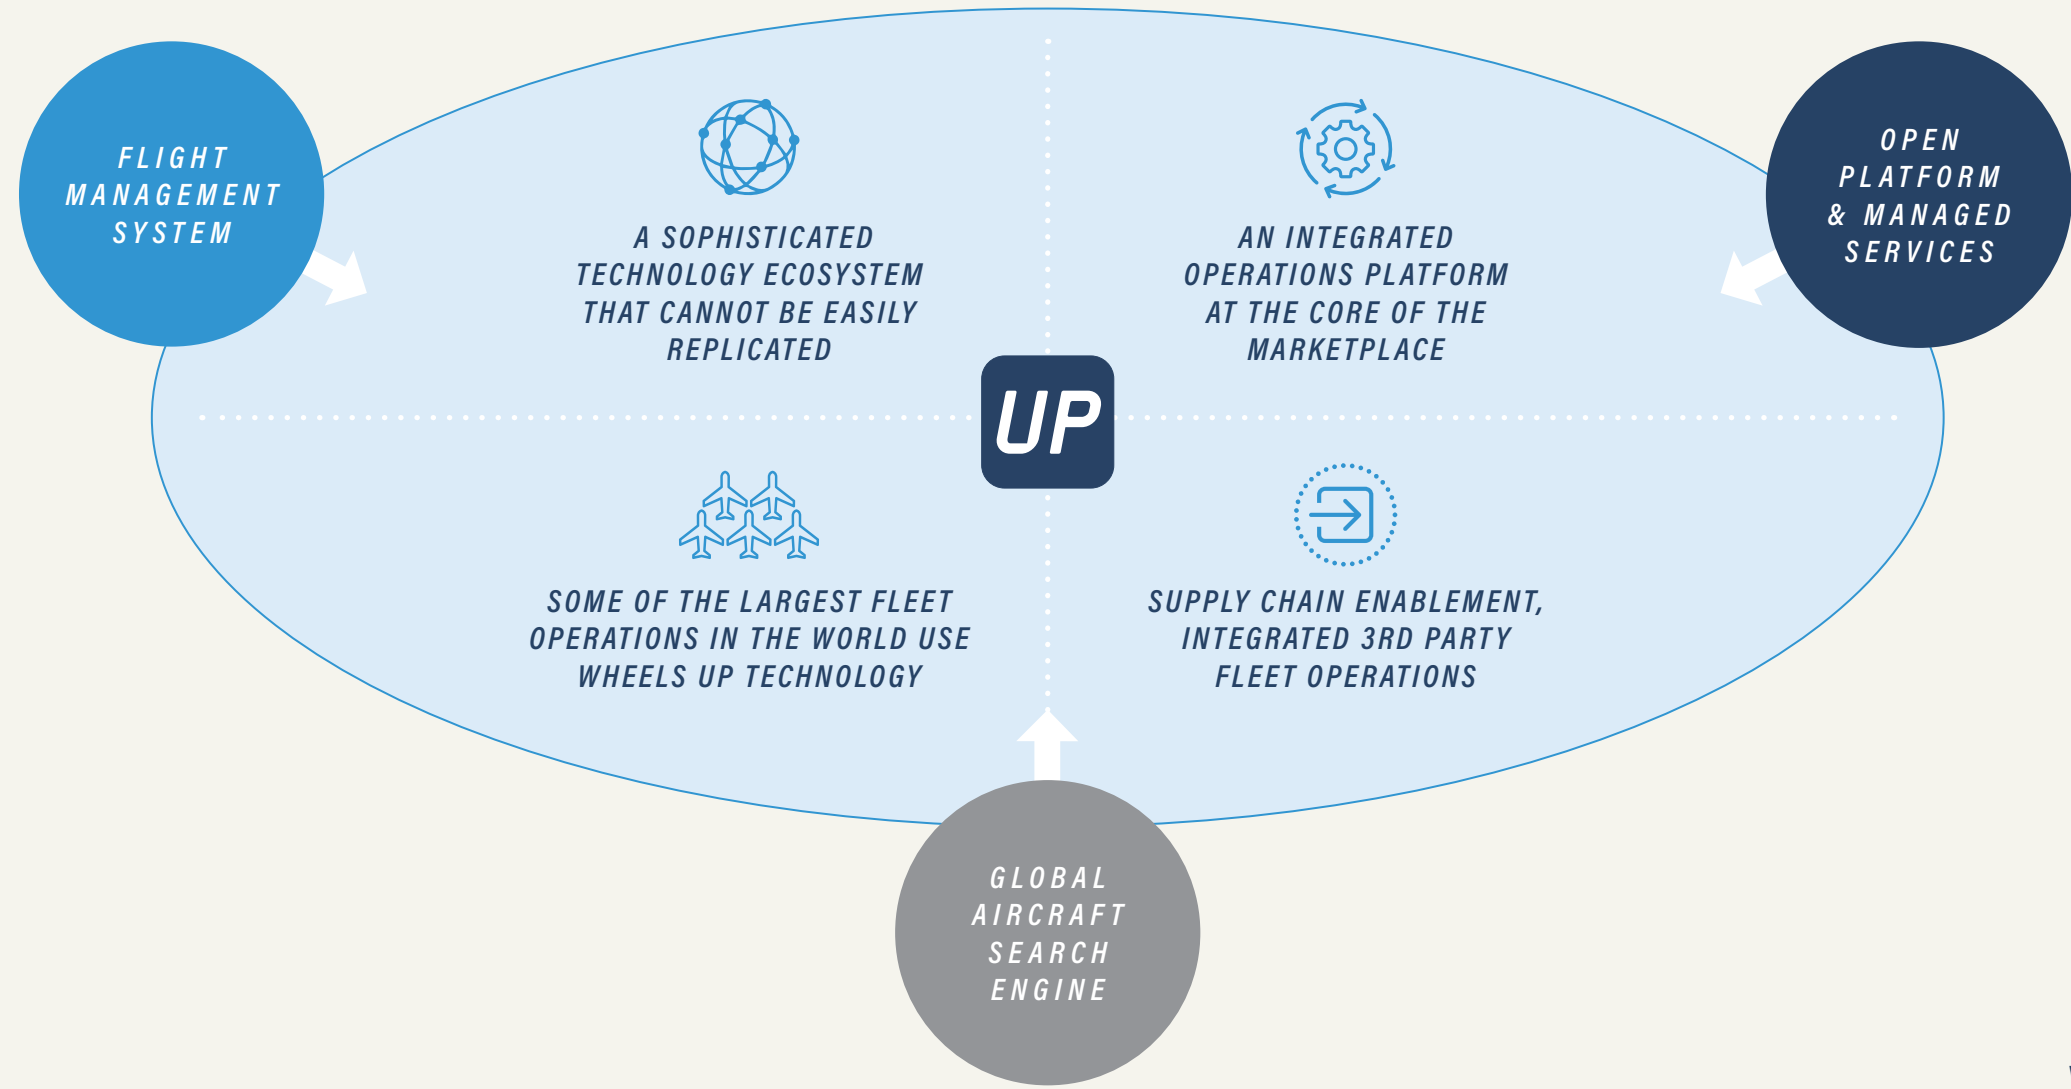 FLIGHT
MANAGEMENT
SYSTEM
OPEN
PLATFORM
& MANAGED
SERVICES
A SOPHISTICATED
TECHNOLOGY ECOSYSTEM
THAT CANNOT BE EASILY
REPLICATED
AN INTEGRATED
OPERATIONS PLATFORM
AT THE CORE OF THE
MARKETPLACE
UP
SOME OF THE LARGEST FLEET
OPERATIONS IN THE WORLD USE
WHEELS UP TECHNOLOGY
SUPPLY CHAIN ENABLEMENT,
INTEGRATED 3RD PARTY
FLEET OPERATIONS
GLOBAL
AIRCRAFT
SEARCH
ENGINE